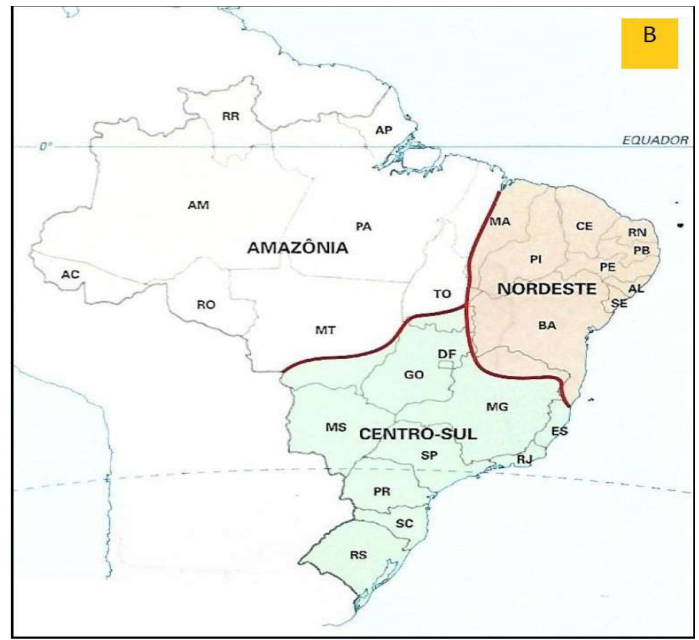 B
RR
AP
0°
EQUADOR
AM
PA
MA
CE
RN
PB
AMAZÔNIA
PI
PE
AC
TO
NORDESTE
AL
RO
SE
MT
BA
DF
GO
MG
MS
CENTRO-SUL
ES
SP
RJ
PR
SC
RS